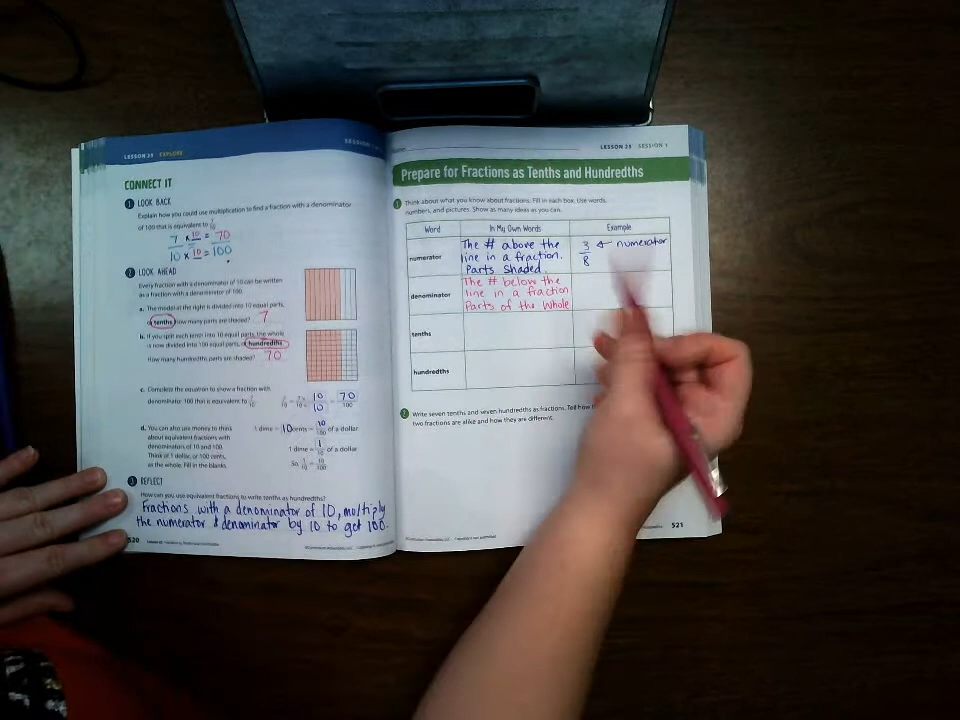 LESSON 25 EXPLORE
CONNECT IT
1 LOOK BACK
Explain how you could use multiplication to find a fraction with a denominator
of 100 that is equivalent to 7/10.
7 × 10 = 70
10 × 10 = 100
2 LOOK AHEAD
Every fraction with a denominator of 10 can be written
as a fraction with a denominator of 100.
a. The model at the right is divided into 10 equal parts,
or tenths. How many parts are shaded? 7
b. If you split each tenth into 10 equal parts, the whole
is now divided into 100 equal parts, or hundredths.
How many hundredths parts are shaded?
70
c. Complete the equation to show a fraction with
denominator 100 that is equivalent to 7/10.
10/10 = 70/100
d. You can also use money to think
about equivalent fractions with
denominators of 10 and 100.
Think of 1 dollar, or 100 cents,
as the whole. Fill in the blanks.
1 dime = 10 cents = 10/100 of a dollar
1 dime = 1/10 of a dollar
So, 1/10 = 10/100
3 REFLECT
How can you use equivalent fractions to write tenths as hundredths?
Fractions with a denominator of 10, multiply
the numerator & denominator by 10 to get 100.
520
LESSON 25 SESSION 1
Prepare for Fractions as Tenths and Hundredths
1 Think about what you know about fractions. Fill in each box. Use words,
numbers, and pictures. Show as many ideas as you can.
Word In My Own Words Example
numerator
The # above the
line in a fraction.
Parts shaded.
3/8 ← numerator
denominator
The # below the
line in a fraction
Parts of the whole
tenths
hundredths
2 Write seven tenths and seven hundredths as fractions. Tell how
two fractions are alike and how they are different.
521